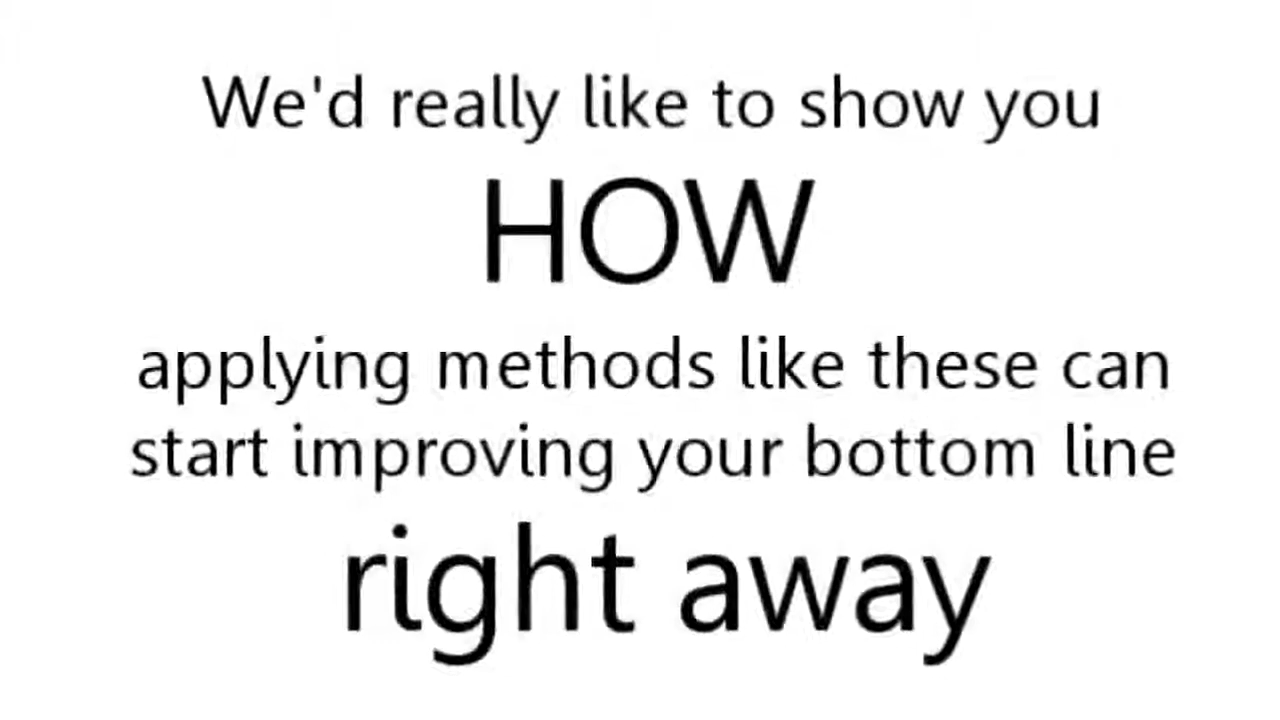 We'd really like to show you
HOW
applying methods like these can
start improving your bottom line
right away